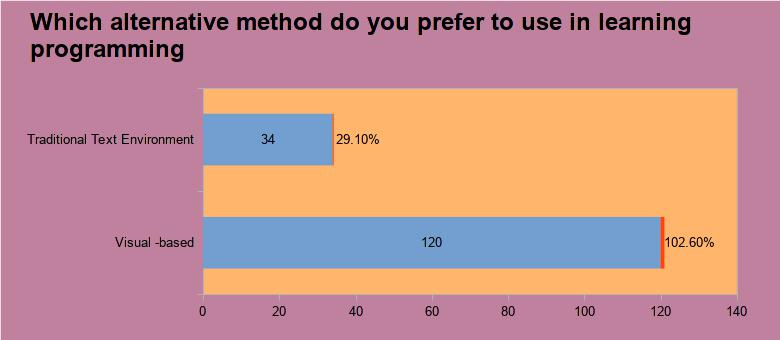 Which alternative method do you prefer to use in learning
programming
Traditional Text Environment
34
29.10%
Visual -based
120
102.60%
0 20 40 60 80 100 120 140